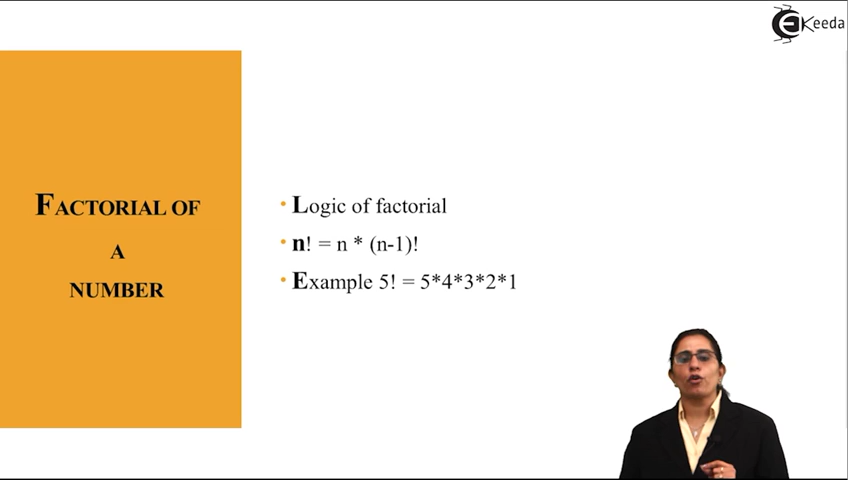 Keeda
FACTORIAL OF
A
NUMBER
• Logic of factorial
• n! = n * (n-1)!
• Example 5! = 5*4*3*2*1